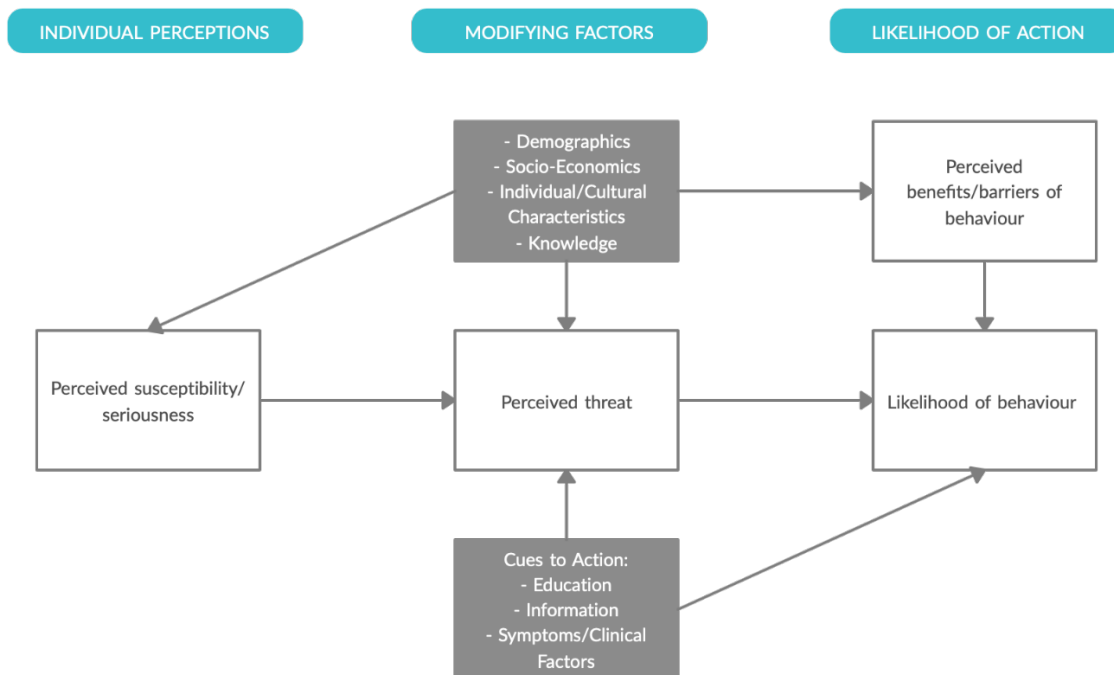 INDIVIDUAL PERCEPTIONS
MODIFYING FACTORS
LIKELIHOOD OF ACTION
- Demographics
- Socio-Economics
- Individual/Cultural
Characteristics
- Knowledge
Perceived
benefits/barriers of
behaviour
Perceived susceptibility/
seriousness
Perceived threat
Likelihood of behaviour
Cues to Action:
- Education
- Information
- Symptoms/Clinical
Factors